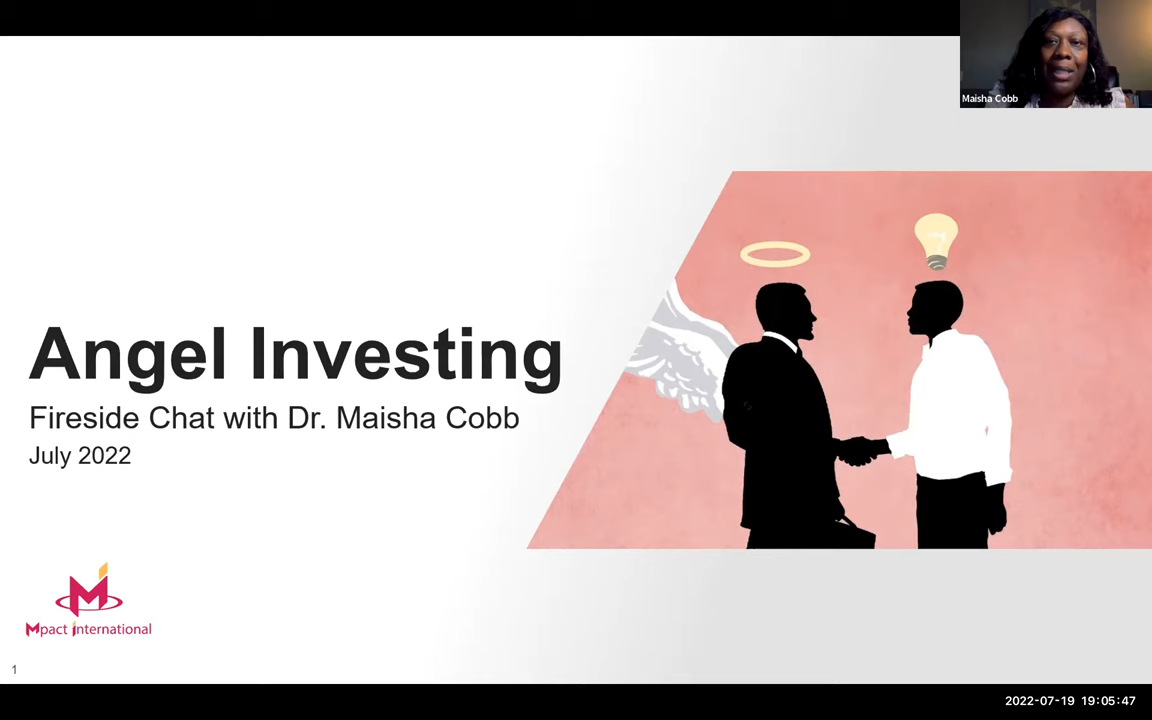 Maisha Cobb
Angel Investing
Fireside Chat with Dr. Maisha Cobb
July 2022
Mpact International
1
2022-07-19 19:05:47